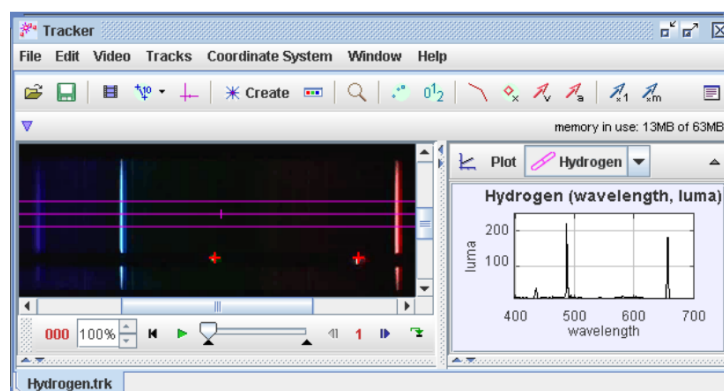 Tracker
File Edit Video Tracks Coordinate System Window Help
Create
memory in use: 13MB of 63MB
Plot Hydrogen
Hydrogen (wavelength, luma)
luma
200
100
400 500 600 700
wavelength
000 100% 1
Hydrogen.trk